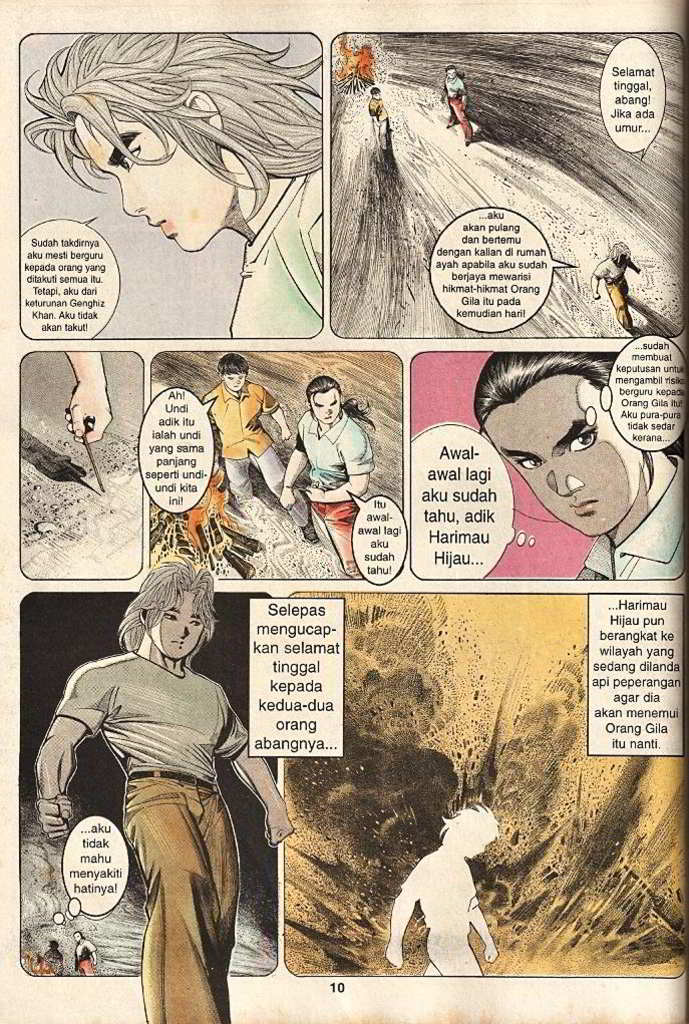 Sudah takdirnya
aku mesti berguru
kepada orang yang
ditakuti semua itu.
Tetapi, aku dari
keturunan Genghiz
Khan. Aku tidak
akan takut!
Selamat
tinggal,
abang!
Jika ada
umur...
...aku
akan pulang
dan bertemu
dengan kalian di rumah
ayah apabila aku sudah
berjaya mewarisi
hikmat-hikmat Orang
Gila itu pada
kemudian hari!
Ah!
Undi
adik itu
ialah undi
yang sama
panjang
seperti undi-
undi kita
ini!
Itu
awal-
awal lagi
aku
sudah
tahu!
Awal-
awal lagi
aku sudah
tahu, adik
Harimau
Hijau...
...sudah
membuat
keputusan untuk
mengambil risiko
berguru kepada
Orang Gila itu!
Aku pura-pura
tidak sedar
kerana...
...aku
tidak
mahu
menyakiti
hatinya!
Selepas
mengucap-
kan selamat
tinggal
kepada
kedua-dua
orang
abangnya...
...Harimau
Hijau pun
berangkat ke
wilayah yang
sedang dilanda
api peperangan
agar dia
akan menemui
Orang Gila
itu nanti.
10